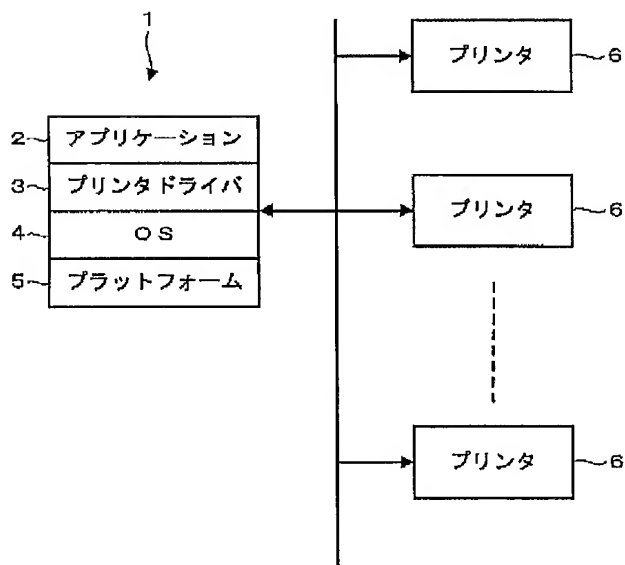 1
プリンタ 6
2 アプリケーション
3 プリンタドライバ
プリンタ 6
4 OS
5 プラットフォーム
プリンタ 6